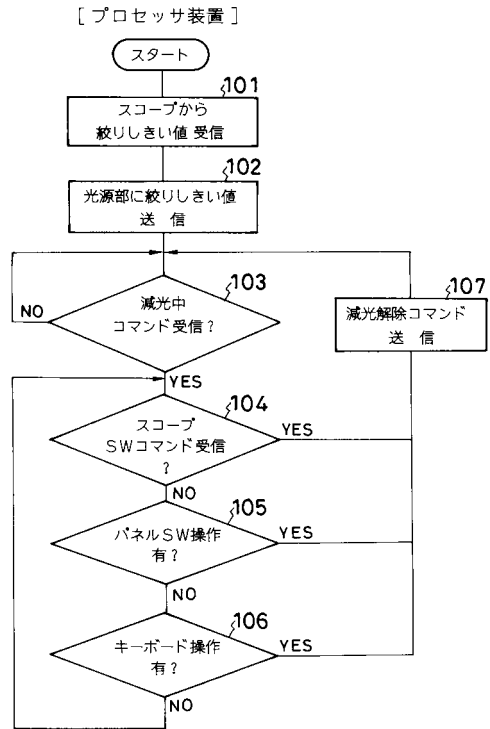 [プロセッサ装置]
スタート
101
スコープから
絞りしきい値 受信
102
光源部に絞りしきい値
送 信
103
減光中
コマンド受信?
NO
YES
107
減光解除コマンド
送 信
104
スコープ
SWコマンド受信
?
YES
NO
105
パネルSW操作
有?
YES
NO
106
キーボード操作
有?
YES
NO